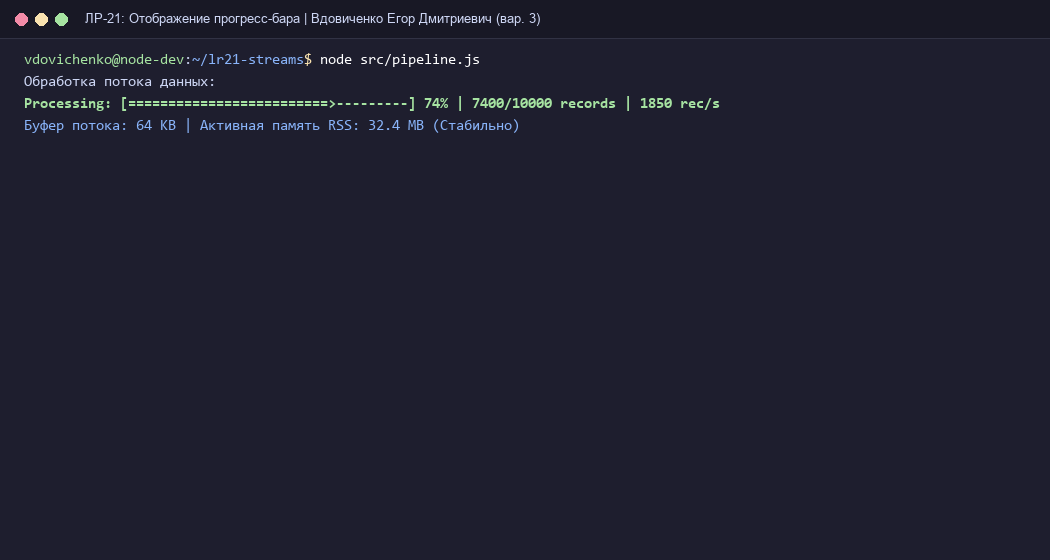 ЛР-21: Отображение прогресс-бара | Вдовиченко Егор Дмитриевич (вар. 3)
vdovichenko@node-dev:~/lr21-streams$ node src/pipeline.js
Обработка потока данных:
Processing: [=========================>---------] 74% | 7400/10000 records | 1850 rec/s
Буфер потока: 64 KB | Активная память RSS: 32.4 MB (Стабильно)